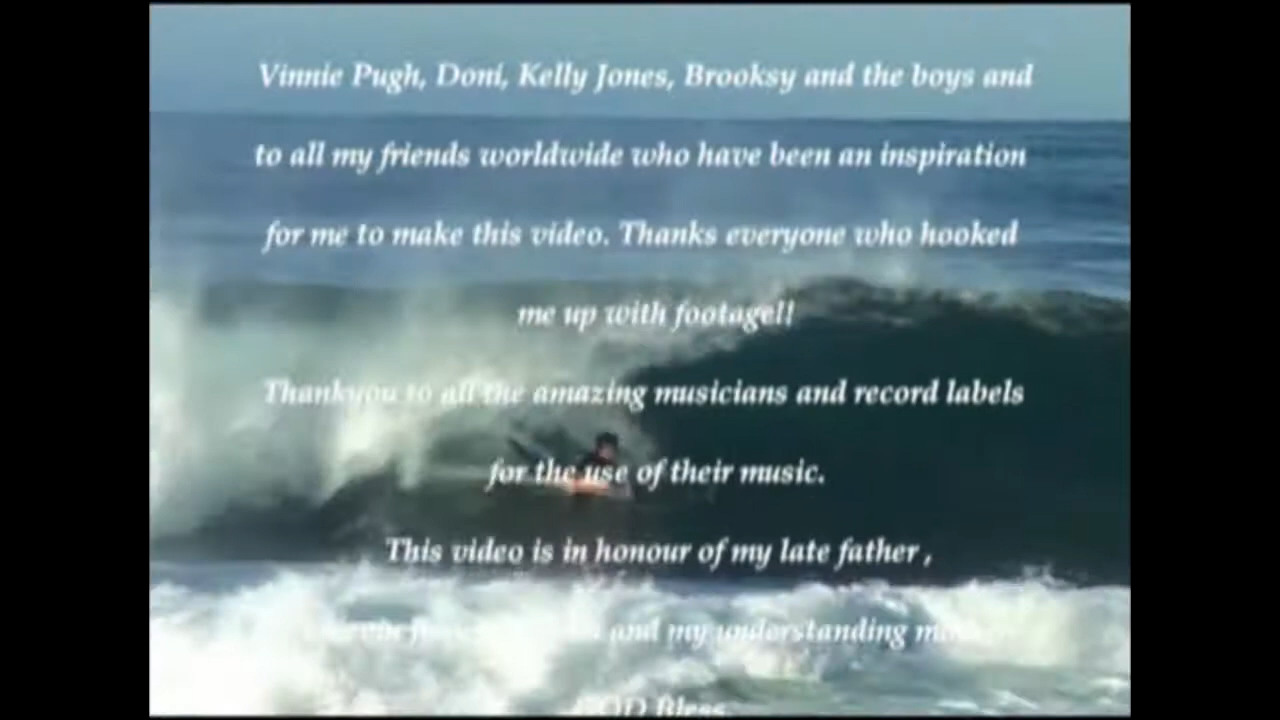 Vinnie Pugh, Doni, Kelly Jones, Brooksy and the boys and
to all my friends worldwide who have been an inspiration
for me to make this video. Thanks everyone who hooked
me up with footage!!
Thankyou to all the amazing musicians and record labels
for the use of their music.
This video is in honour of my late father ,
and my understanding
Bless.